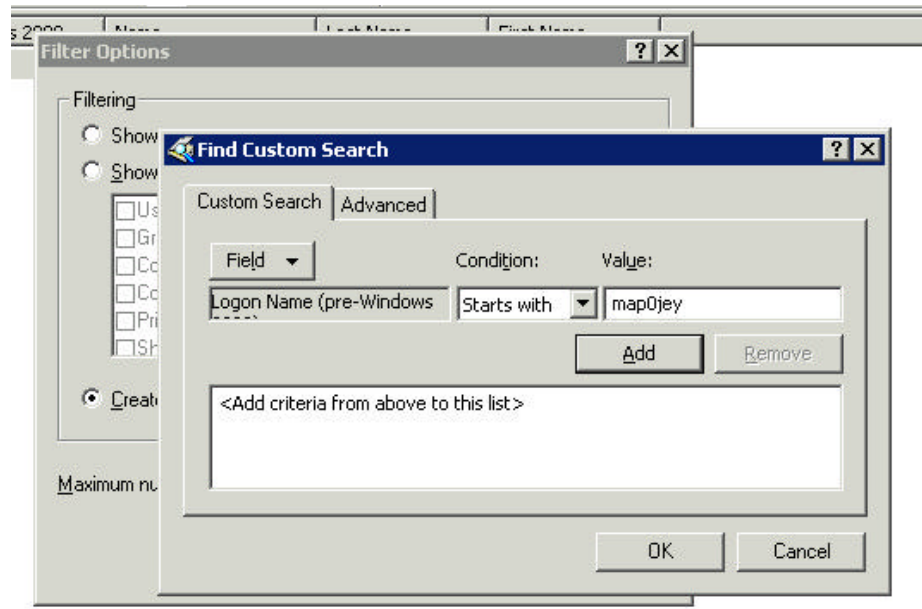 Filter Options
Filtering
Show
Show
Find Custom Search
Custom Search
Advanced
Field
Condition:
Value:
Logon Name (pre-Windows
Starts with
map0jey
Add
Remove
<Add criteria from above to this list>
Create
Maximum
OK
Cancel